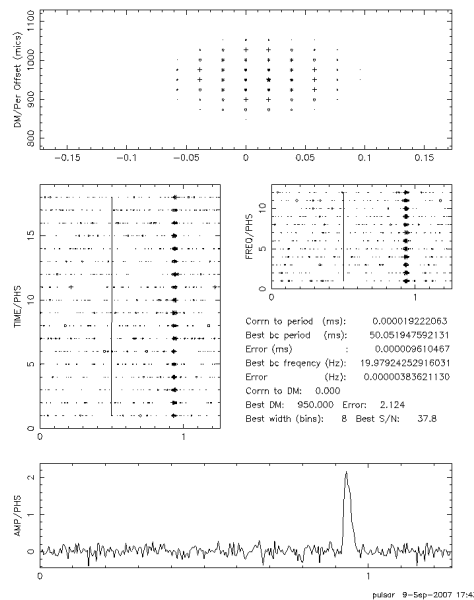 DM/Per Offset (mics)
1100
1000
900
800
−0.15 −0.1 −0.05 0 0.05 0.1 0.15
TIME/PHS
15
10
5
0
0 1
FREQ/PHS
10
5
0
0 1
Corrn to period (ms): 0.000019222063
Best bc period (ms): 50.051947592131
Error (ms) : 0.000009610467
Best bc freqency (Hz): 19.97924252916031
Error (Hz): 0.00000383621130
Corrn to DM: 0.000
Best DM: 950.000 Error: 2.124
Best width (bins): 8 Best S/N: 37.8
AMP/PHS
2
1
0
0 1
pulsar 9−Sep−2007 17:4